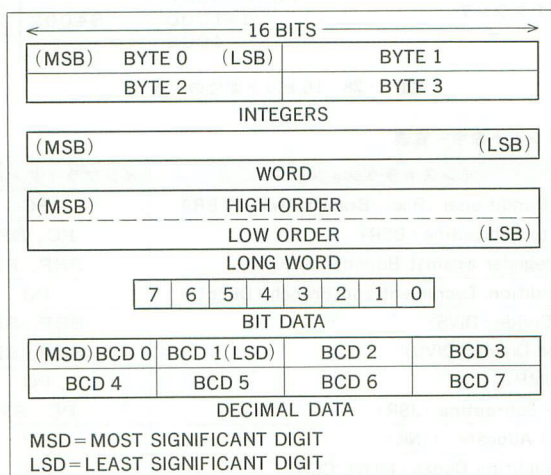 16 BITS
(MSB) BYTE 0 (LSB) BYTE 1
BYTE 2 BYTE 3
INTEGERS
(MSB) (LSB)
WORD
(MSB) HIGH ORDER
LOW ORDER (LSB)
LONG WORD
7 6 5 4 3 2 1 0
BIT DATA
(MSD)BCD 0 BCD 1(LSD) BCD 2 BCD 3
BCD 4 BCD 5 BCD 6 BCD 7
DECIMAL DATA
MSD=MOST SIGNIFICANT DIGIT
LSD=LEAST SIGNIFICANT DIGIT